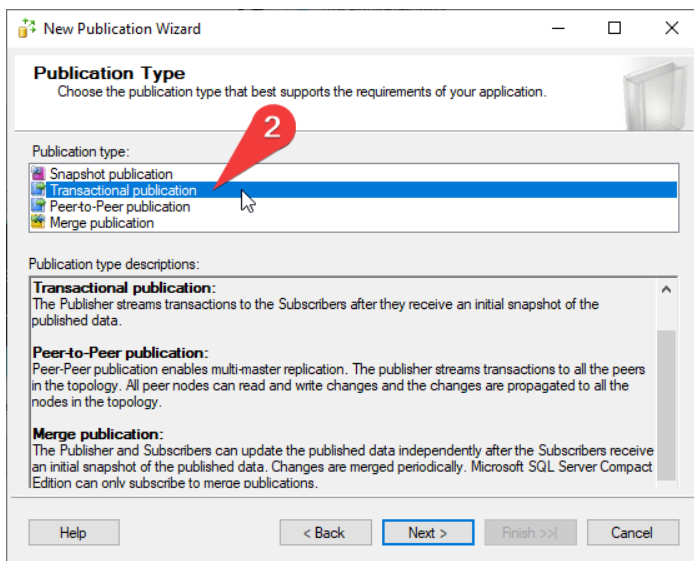 New Publication Wizard
Publication Type
Choose the publication type that best supports the requirements of your application.
2
Publication type:
Snapshot publication
Transactional publication
Peer-to-Peer publication
Merge publication
Publication type descriptions:
Transactional publication:
The Publisher streams transactions to the Subscribers after they receive an initial snapshot of the
published data.
Peer-to-Peer publication:
Peer-Peer publication enables multi-master replication. The publisher streams transactions to all the peers
in the topology. All peer nodes can read and write changes and the changes are propagated to all the
nodes in the topology.
Merge publication:
The Publisher and Subscribers can update the published data independently after the Subscribers receive
an initial snapshot of the published data. Changes are merged periodically. Microsoft SQL Server Compact
Edition can only subscribe to merge publications.
Help
< Back
Next >
Finish >>|
Cancel